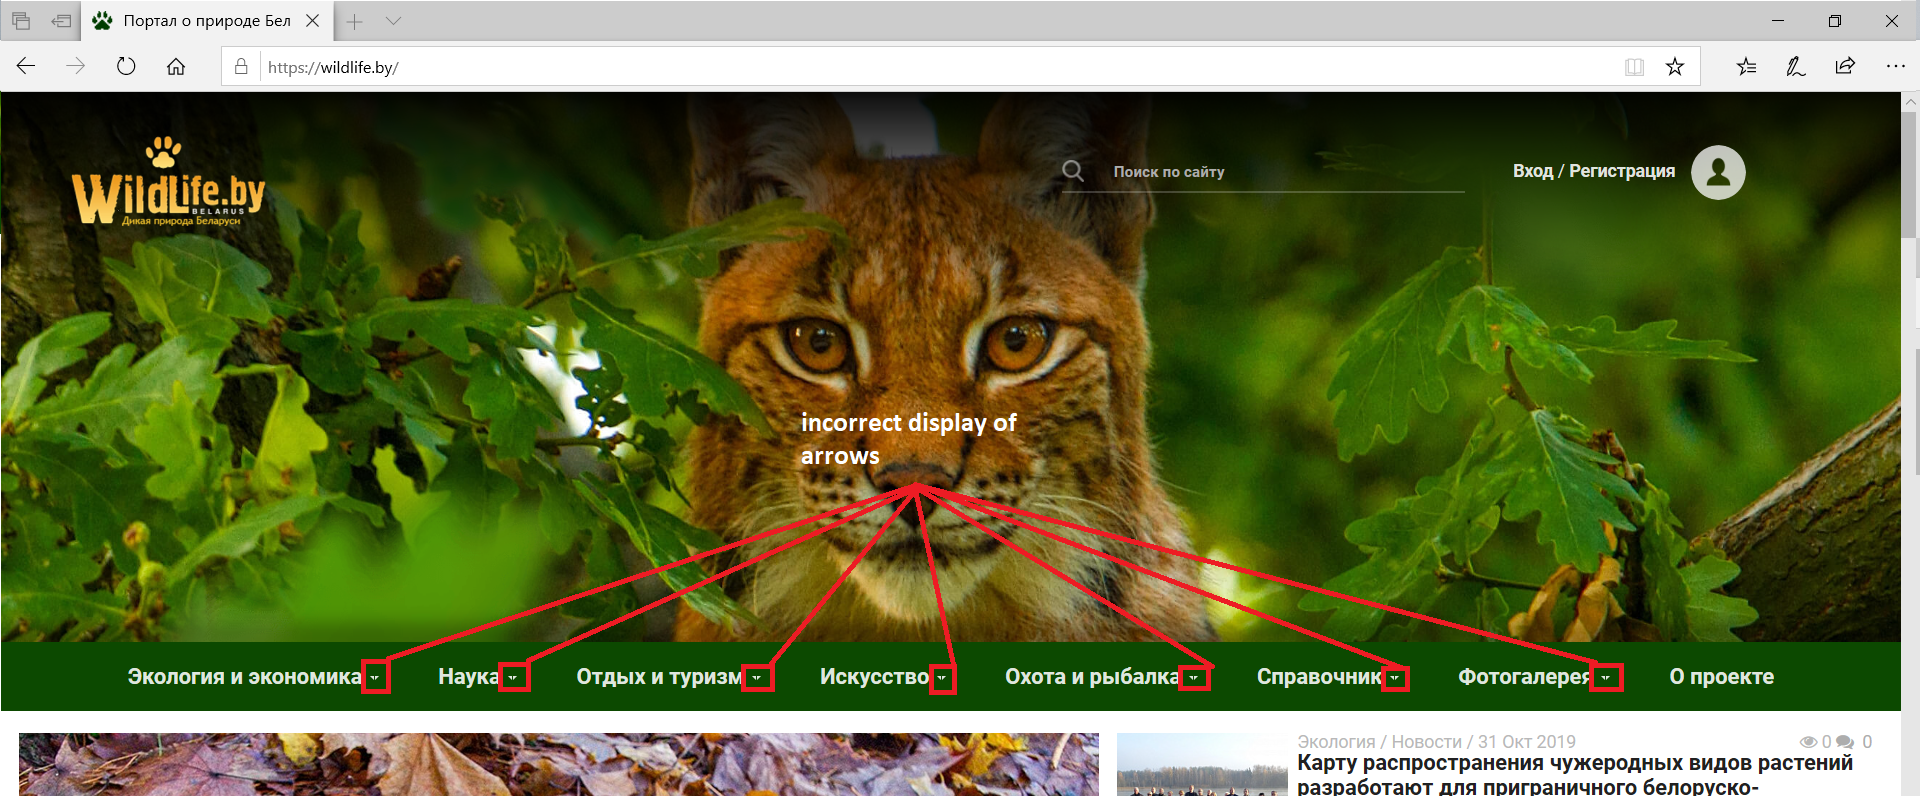 Портал о природе Бел
https://wildlife.by/
WildLife.by
BELARUS
Дикая природа Беларуси
Поиск по сайту
Вход / Регистрация
incorrect display of
arrows
Экология и экономика Наука Отдых и туризм Искусство Охота и рыбалка Справочник Фотогалерея О проекте
Экология / Новости / 31 Окт 2019 0 0
Карту распространения чужеродных видов растений
разработают для приграничного белорусско-